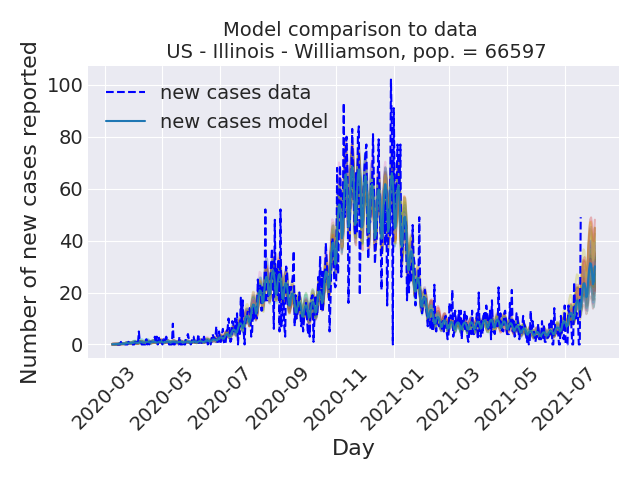 Model comparison to data
US - Illinois - Williamson, pop. = 66597
Number of new cases reported
100
80
60
40
20
0
new cases data
new cases model
2020-03
2020-05
2020-07
2020-09
2020-11
2021-01
2021-03
2021-05
2021-07
Day